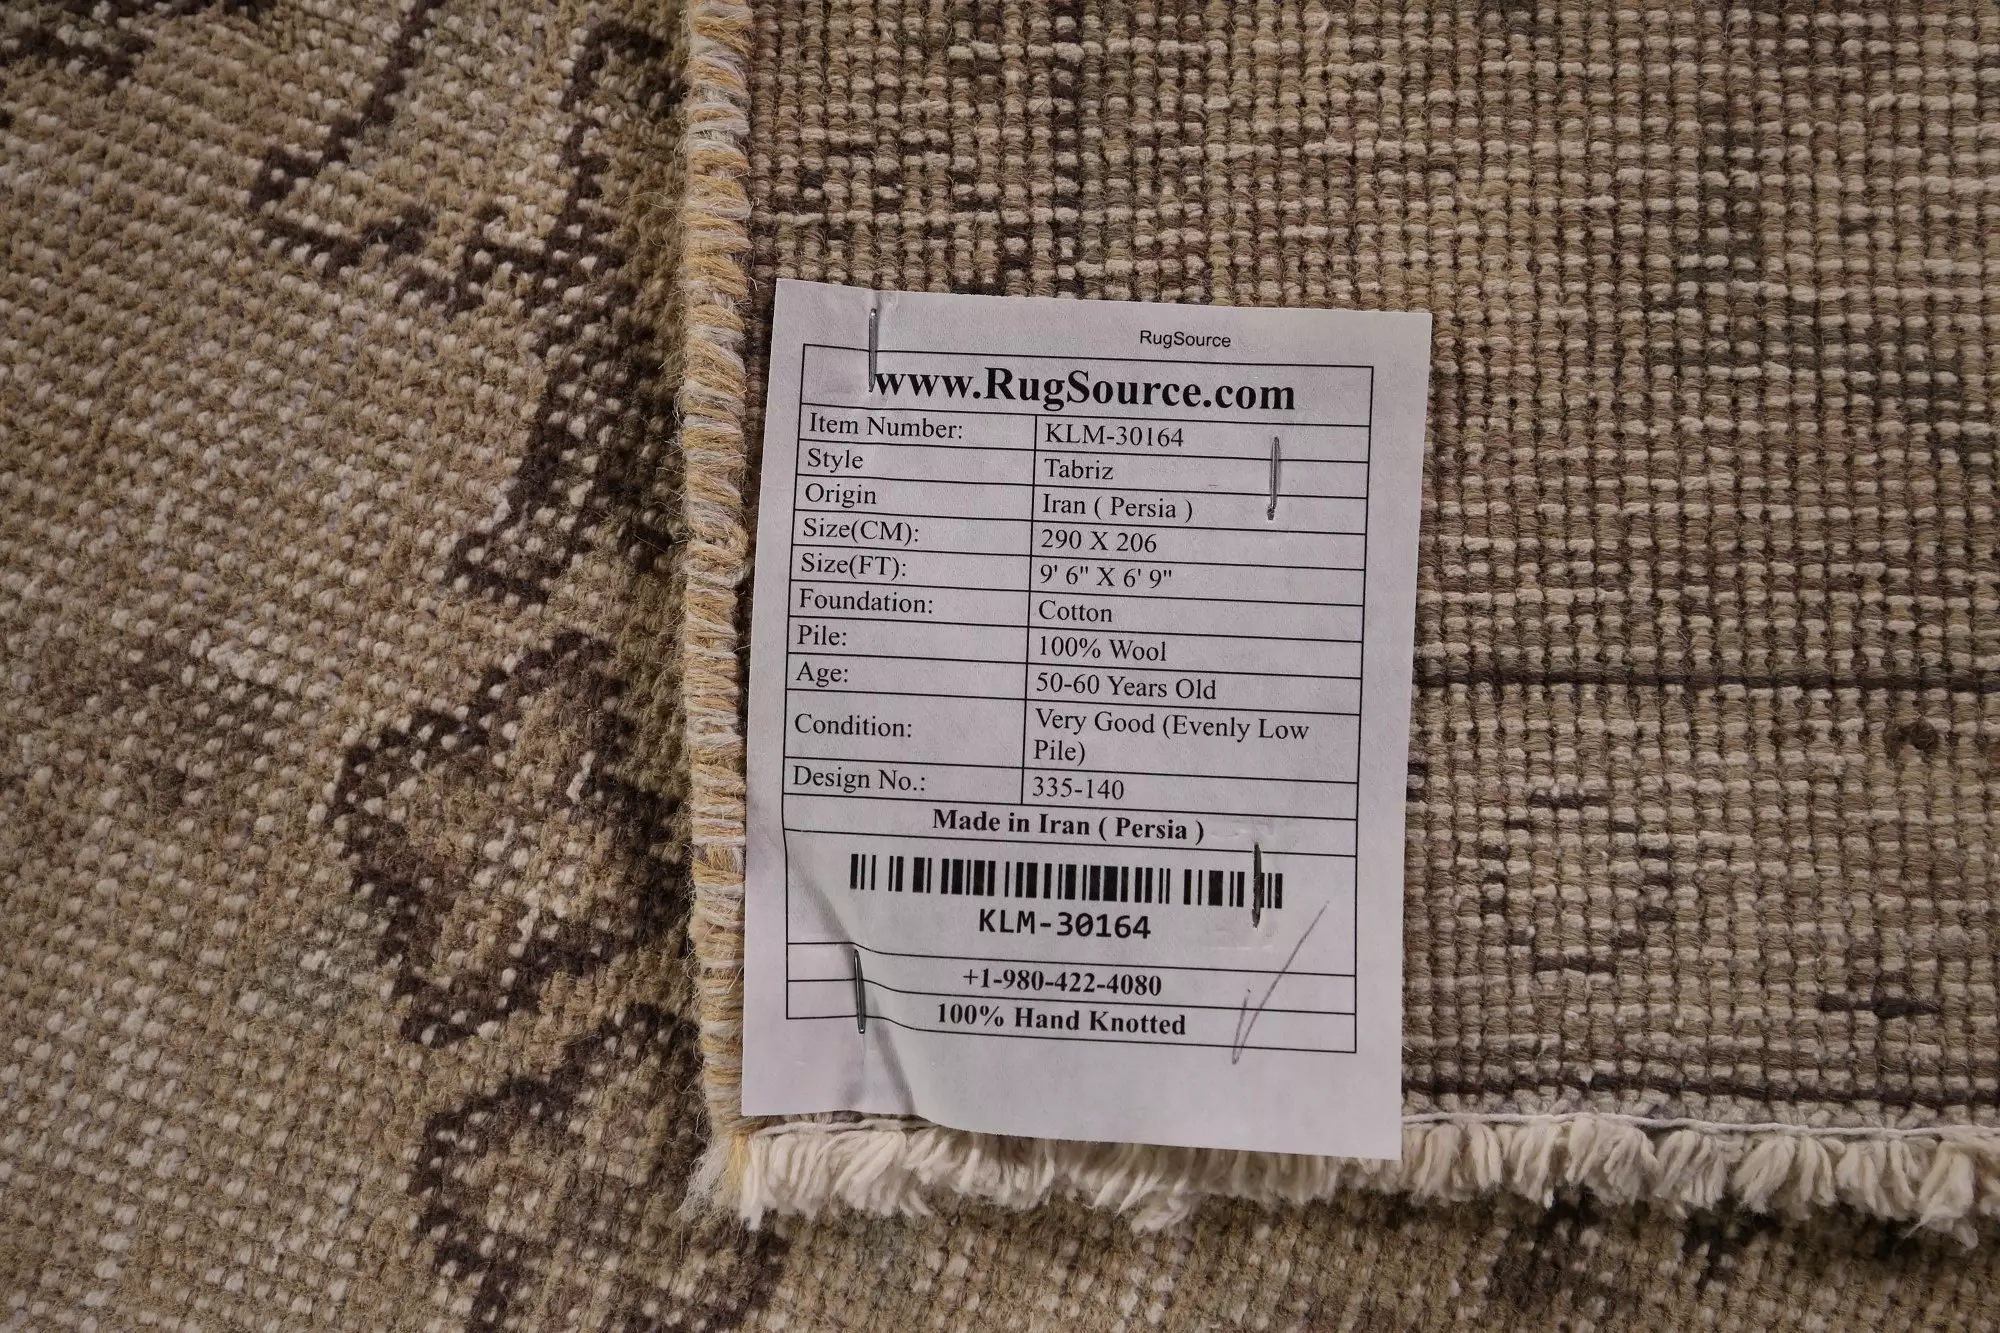 RugSource
www.RugSource.com
Item Number: KLM-30164
Style Tabriz
Origin Iran ( Persia )
Size(CM): 290 X 206
Size(FT): 9' 6" X 6' 9"
Foundation: Cotton
Pile: 100% Wool
Age: 50-60 Years Old
Condition: Very Good (Evenly Low
Pile)
Design No.: 335-140
Made in Iran ( Persia )
KLM-30164
+1-980-422-4080
100% Hand Knotted